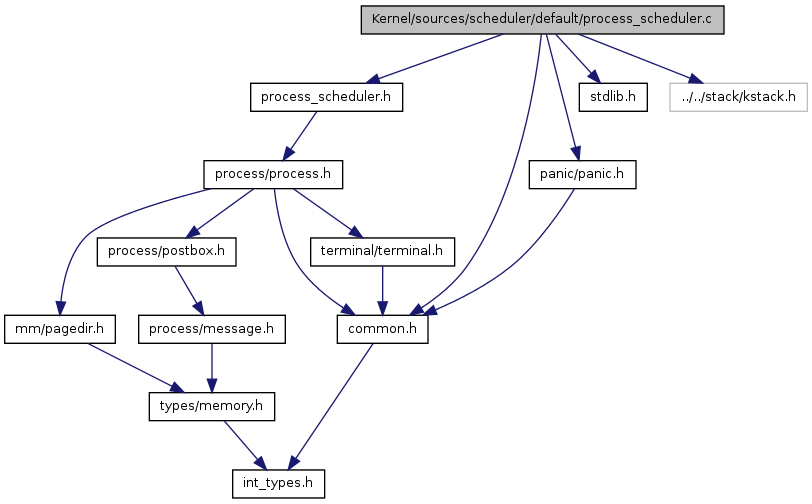 Kernel/sources/scheduler/default/process_scheduler.c
process_scheduler.h
stdlib.h
../../stack/kstack.h
process/process.h
panic/panic.h
process/postbox.h
terminal/terminal.h
mm/pagedir.h
process/message.h
common.h
types/memory.h
int_types.h